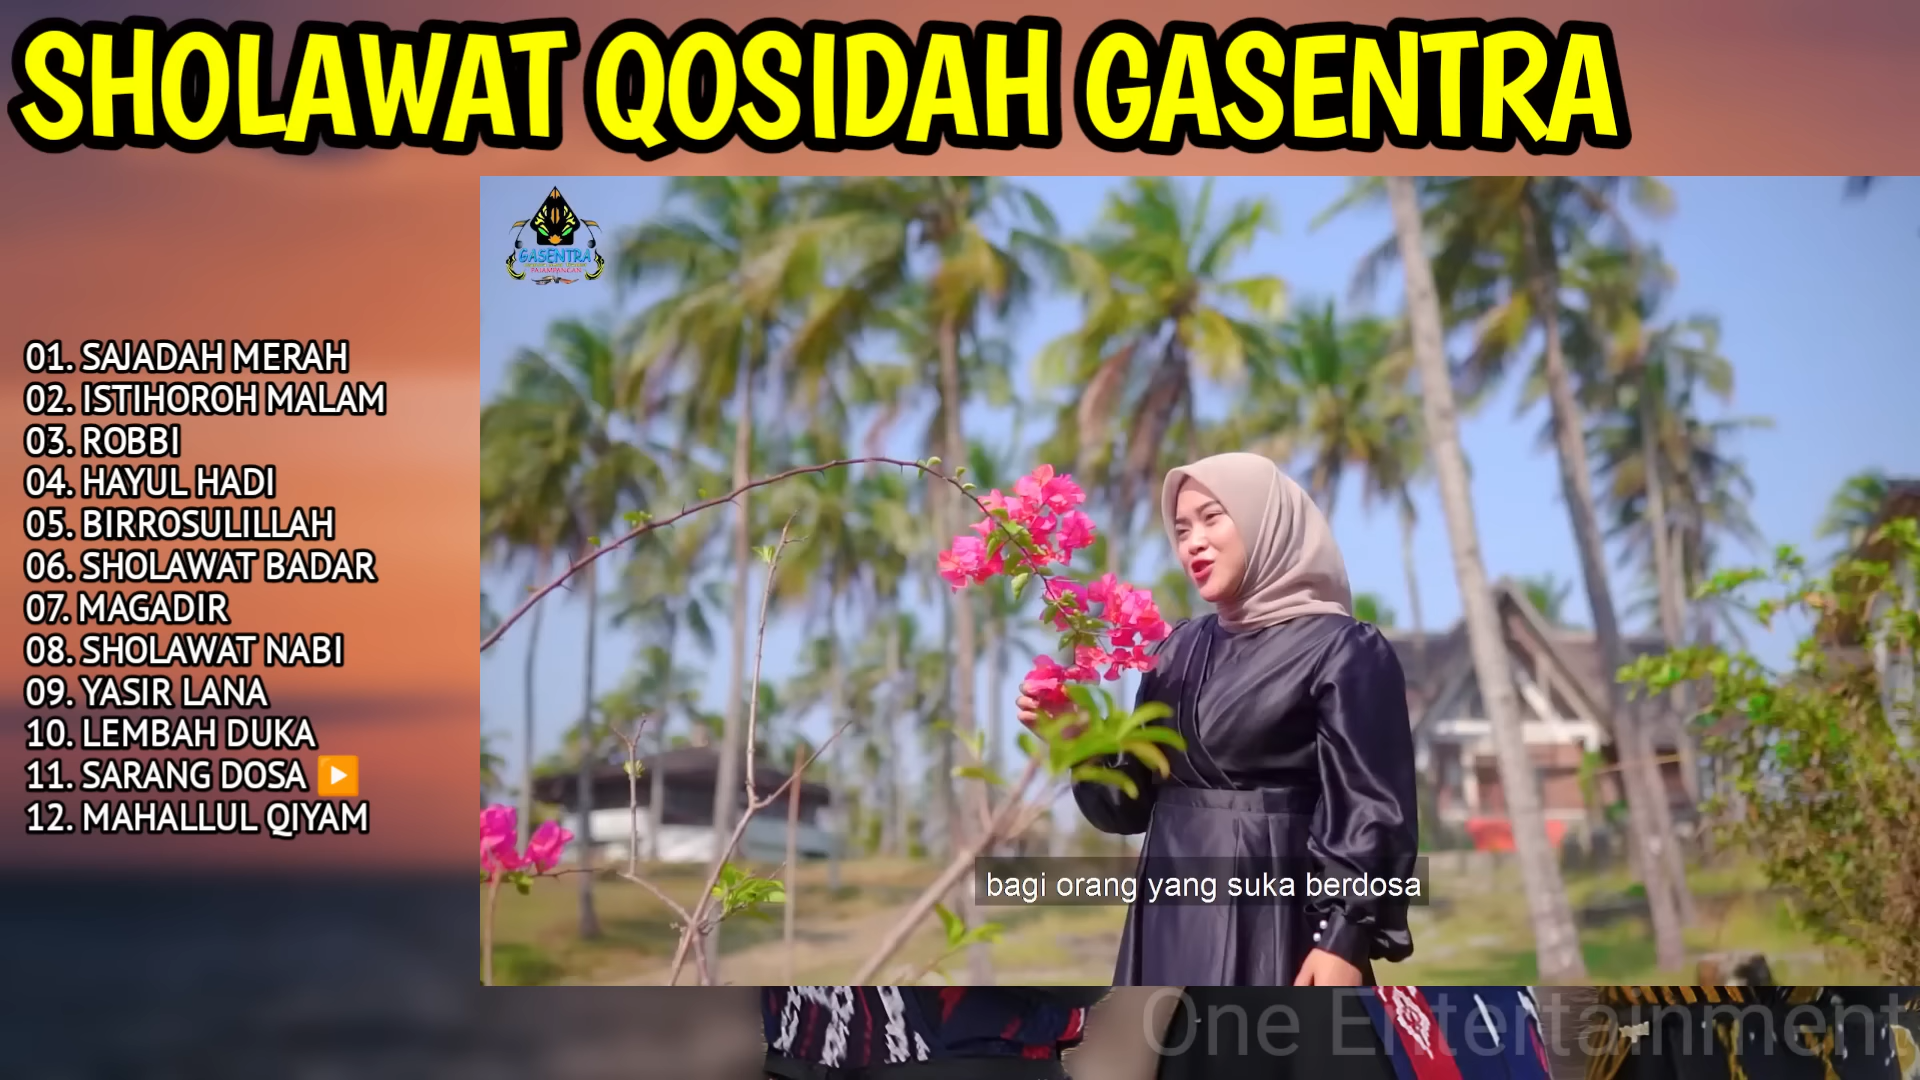 SHOLAWAT QOSIDAH GASENTRA
GASENTRA
PAJAMPANGAN
01. SAJADAH MERAH
02. ISTIHOROH MALAM
03. ROBBI
04. HAYUL HADI
05. BIRROSULILLAH
06. SHOLAWAT BADAR
07. MAGADIR
08. SHOLAWAT NABI
09. YASIR LANA
10. LEMBAH DUKA
11. SARANG DOSA ▶️
12. MAHALLUL QIYAM
bagi orang yang suka berdosa
One Entertainment